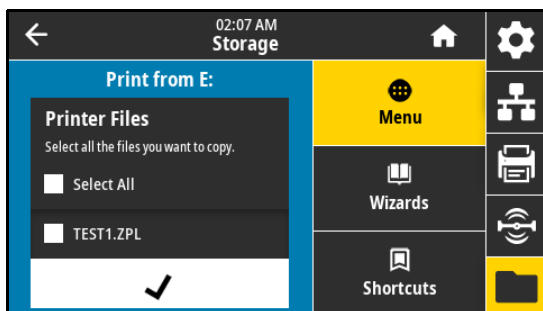 02:07 AM
Storage
Print from E:
Printer Files
Select all the files you want to copy.
Select All
TEST1.ZPL
Menu
Wizards
Shortcuts